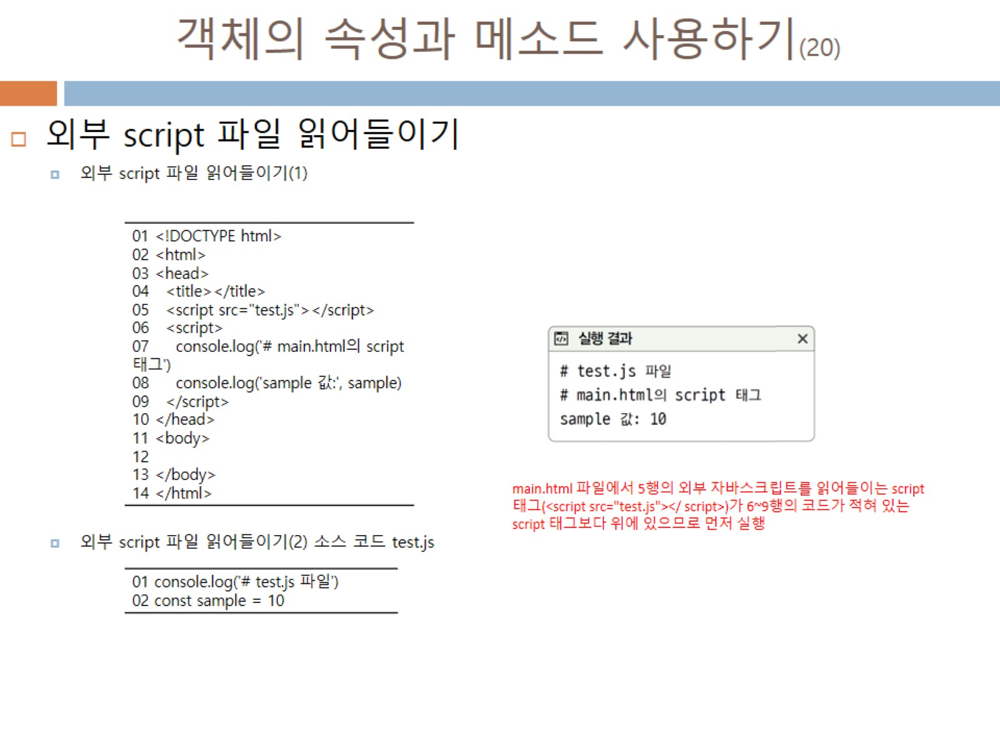 객체의 속성과 메소드 사용하기(20)
외부 script 파일 읽어들이기
외부 script 파일 읽어들이기(1)
01 <!DOCTYPE html>
02 <html>
03 <head>
04 <title></title>
05 <script src="test.js"></script>
06 <script>
07 console.log('# main.html의 script
태그')
08 console.log('sample 값:', sample)
09 </script>
10 </head>
11 <body>
12
13 </body>
14 </html>
실행 결과
# test.js 파일
# main.html의 script 태그
sample 값: 10
main.html 파일에서 5행의 외부 자바스크립트를 읽어들이는 script
태그(<script src="test.js"></ script>)가 6~9행의 코드가 적혀 있는
script 태그보다 위에 있으므로 먼저 실행
외부 script 파일 읽어들이기(2) 소스 코드 test.js
01 console.log('# test.js 파일')
02 const sample = 10